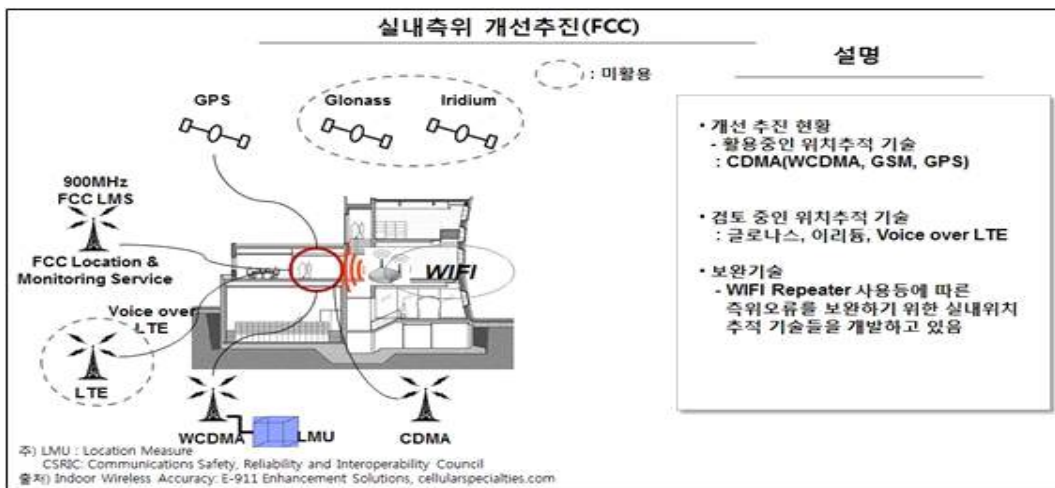 실내측위 개선추진(FCC)
설명
: 미활용
GPS
Glonass
Iridium
900MHz
FCC LMS
FCC Location &
Monitoring Service
WIFI
Voice over
LTE
LTE
WCDMA
LMU
CDMA
• 개선 추진 현황
- 활용중인 위치추적 기술
: CDMA(WCDMA, GSM, GPS)
• 검토 중인 위치추적 기술
: 글로나스, 이리듐, Voice over LTE
• 보완기술
- WIFI Repeater 사용등에 따른
측위오류를 보완하기 위한 실내위치
추적 기술들을 개발하고 있음
주) LMU : Location Measure
CSRIC: Communications Safety, Reliability and Interoperability Council
출처) Indoor Wireless Accuracy: E-911 Enhancement Solutions, cellularspecialties.com